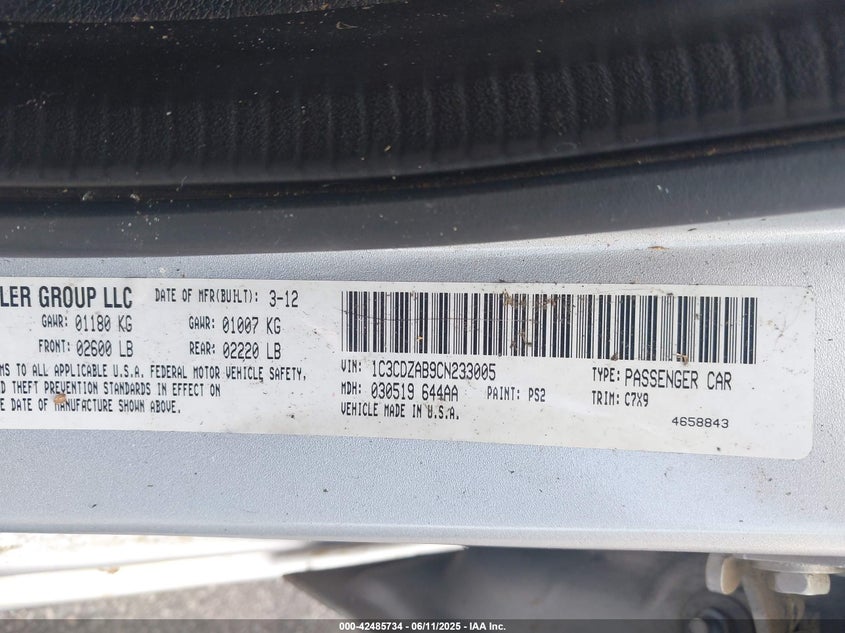 LER GROUP LLC DATE OF MFR(BUILT): 3-12
GAWR: 01180 KG GAWR: 01007 KG
FRONT: 02600 LB REAR: 02220 LB
MS TO ALL APPLICABLE U.S.A. FEDERAL MOTOR VEHICLE SAFETY,
D THEFT PREVENTION STANDARDS IN EFFECT ON
E DATE OF MANUFACTURE SHOWN ABOVE.
VIN: 1C3CDZAB9CN233005 TYPE: PASSENGER CAR
MDH: 030519 644AA PAINT: PS2 TRIM: C7X9
VEHICLE MADE IN U.S.A. 4658843
000-42485734 - 06/11/2025 - IAA Inc.